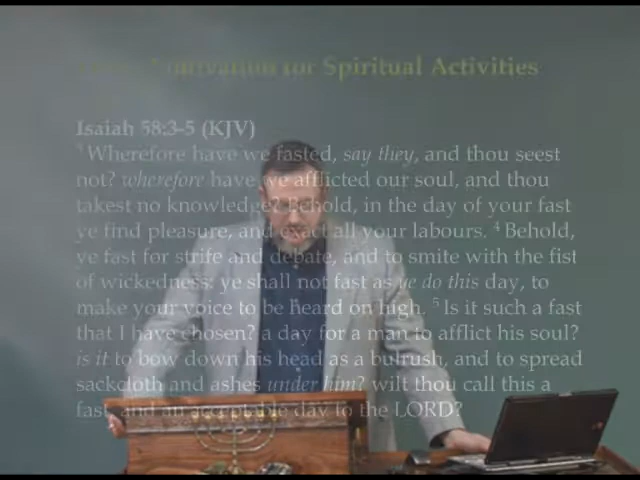 Motivation for Spiritual Activities
Isaiah 58:3-5 (KJV)
³ Wherefore have we fasted, say they, and thou seest
not? wherefore have we afflicted our soul, and thou
takest no knowledge? Behold, in the day of your fast
ye find pleasure, and exact all your labours. ⁴ Behold,
ye fast for strife and debate, and to smite with the fist
of wickedness: ye shall not fast as ye do this day, to
make your voice to be heard on high. ⁵ Is it such a fast
that I have chosen? a day for a man to afflict his soul?
is it to bow down his head as a bulrush, and to spread
sackcloth and ashes under him? wilt thou call this a
fast, and an acceptable day to the LORD?